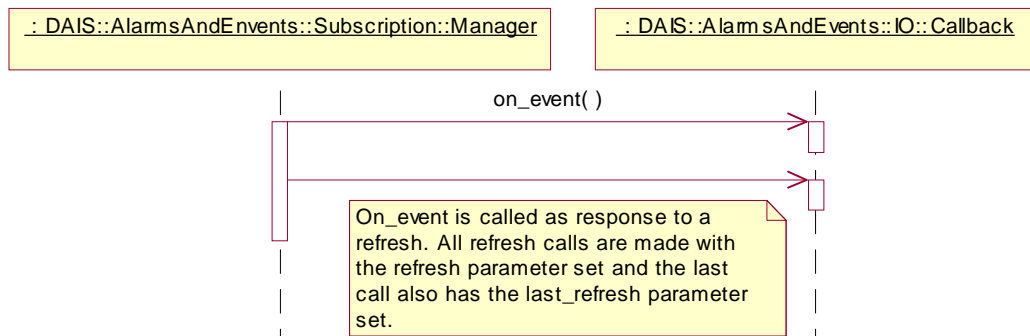 : DAIS::AlarmsAndEnvents::Subscription::Manager
: DAIS::AlarmsAndEvents::IO::Callback
on_event( )
On_event is called as response to a
refresh. All refresh calls are made with
the refresh parameter set and the last
call also has the last_refresh parameter
set.